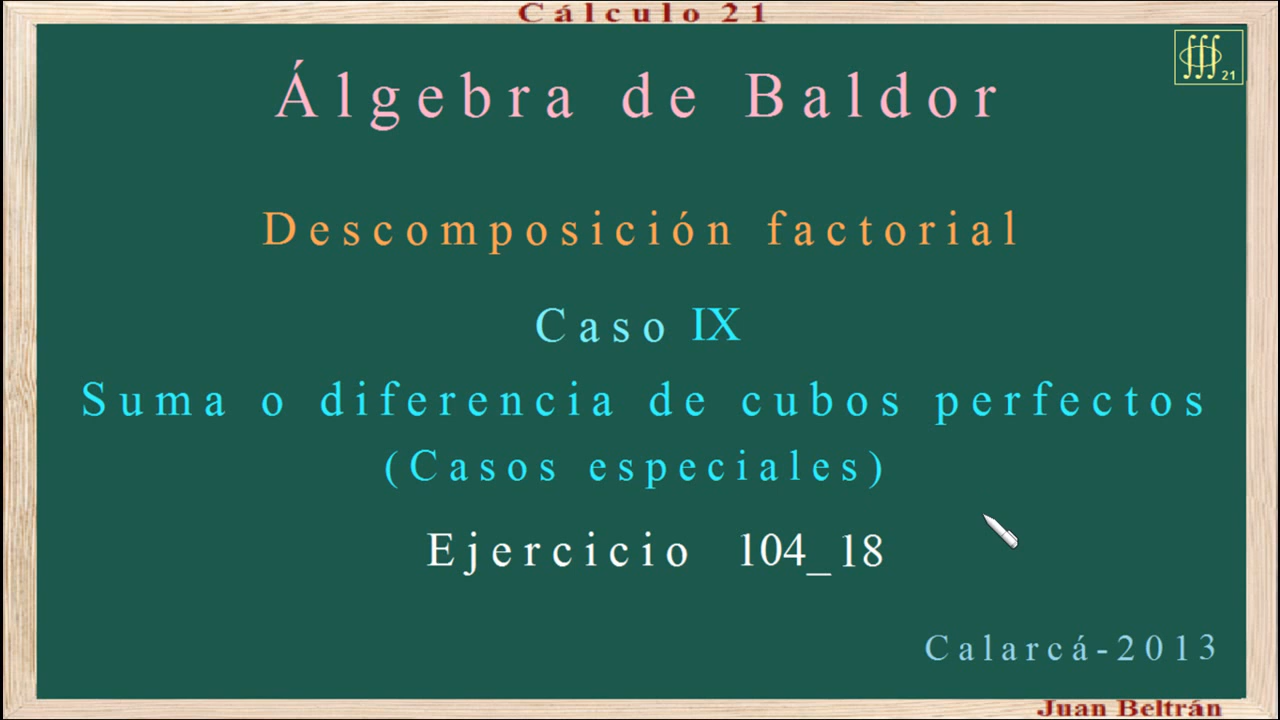 Cálculo 21
∯∰ 21
Álgebra de Baldor
Descomposición factorial
Caso IX
Suma o diferencia de cubos perfectos
(Casos especiales)
Ejercicio 104_18
Calarcá-2013
Juan Beltrán